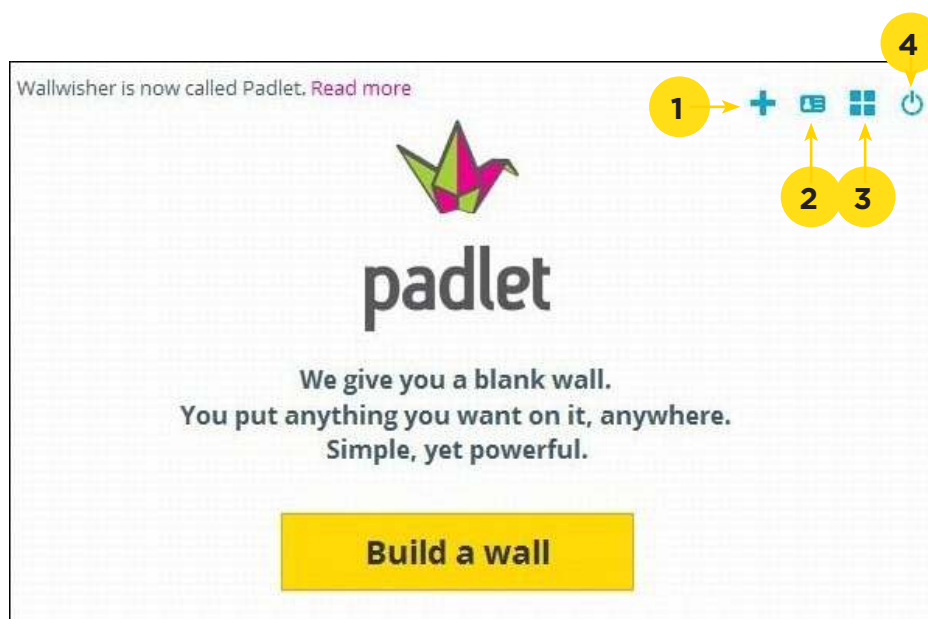 4
Wallwisher is now called Padlet. Read more
1
2
3
padlet
We give you a blank wall.
You put anything you want on it, anywhere.
Simple, yet powerful.
Build a wall